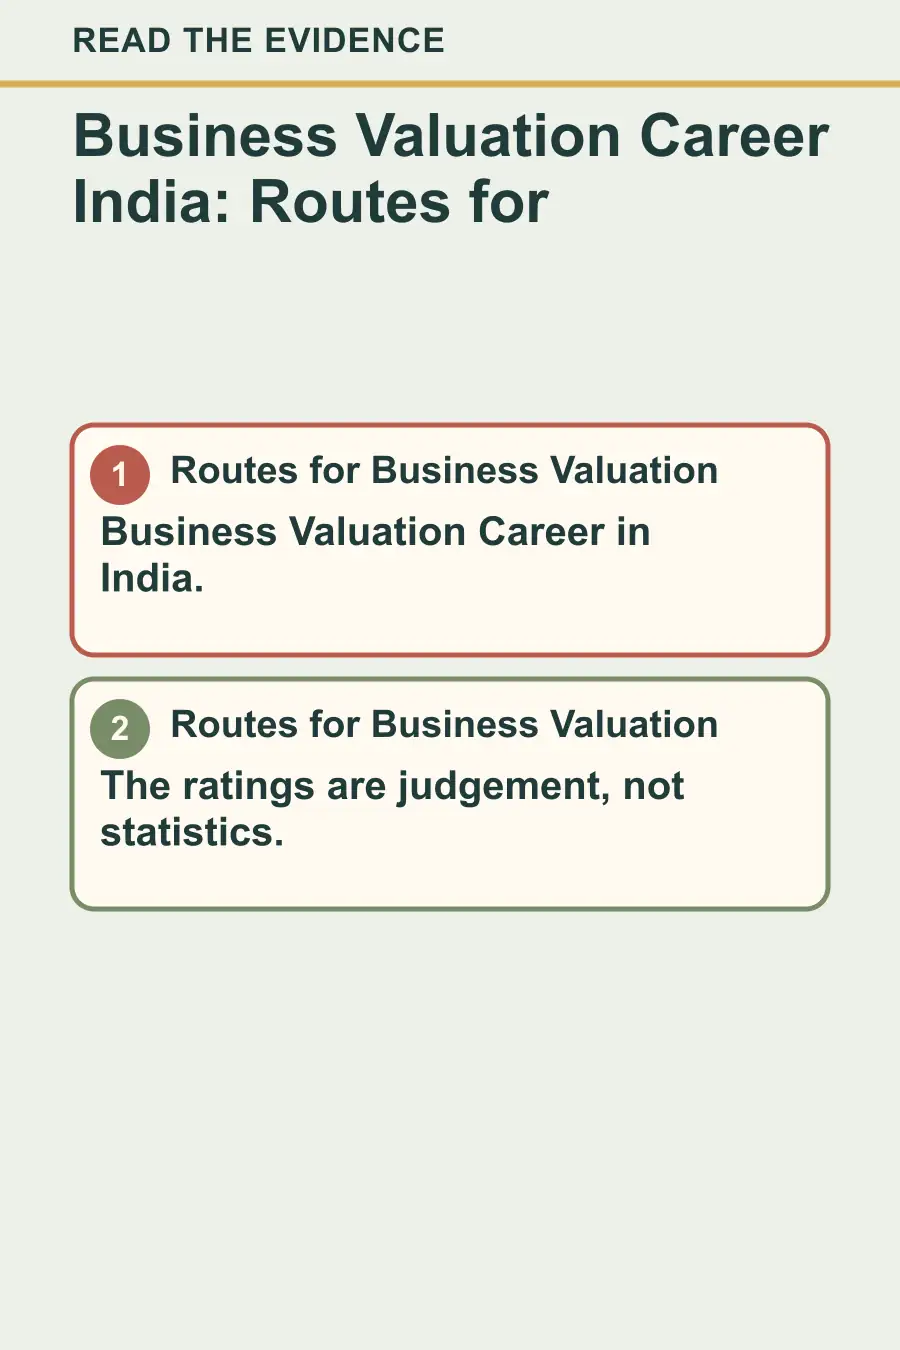 READ THE EVIDENCE
Business Valuation Career
India: Routes for
1 Routes for Business Valuation
Business Valuation Career in
India.
2 Routes for Business Valuation
The ratings are judgement, not
statistics.